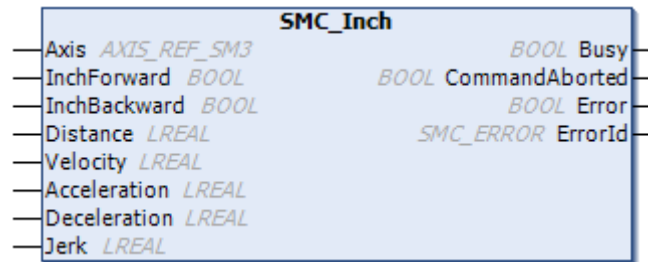 SMC_Inch
Axis AXIS_REF_SM3 BOOL Busy
InchForward BOOL BOOL CommandAborted
InchBackward BOOL BOOL Error
Distance LREAL SMC_ERROR ErrorId
Velocity LREAL
Acceleration LREAL
Deceleration LREAL
Jerk LREAL